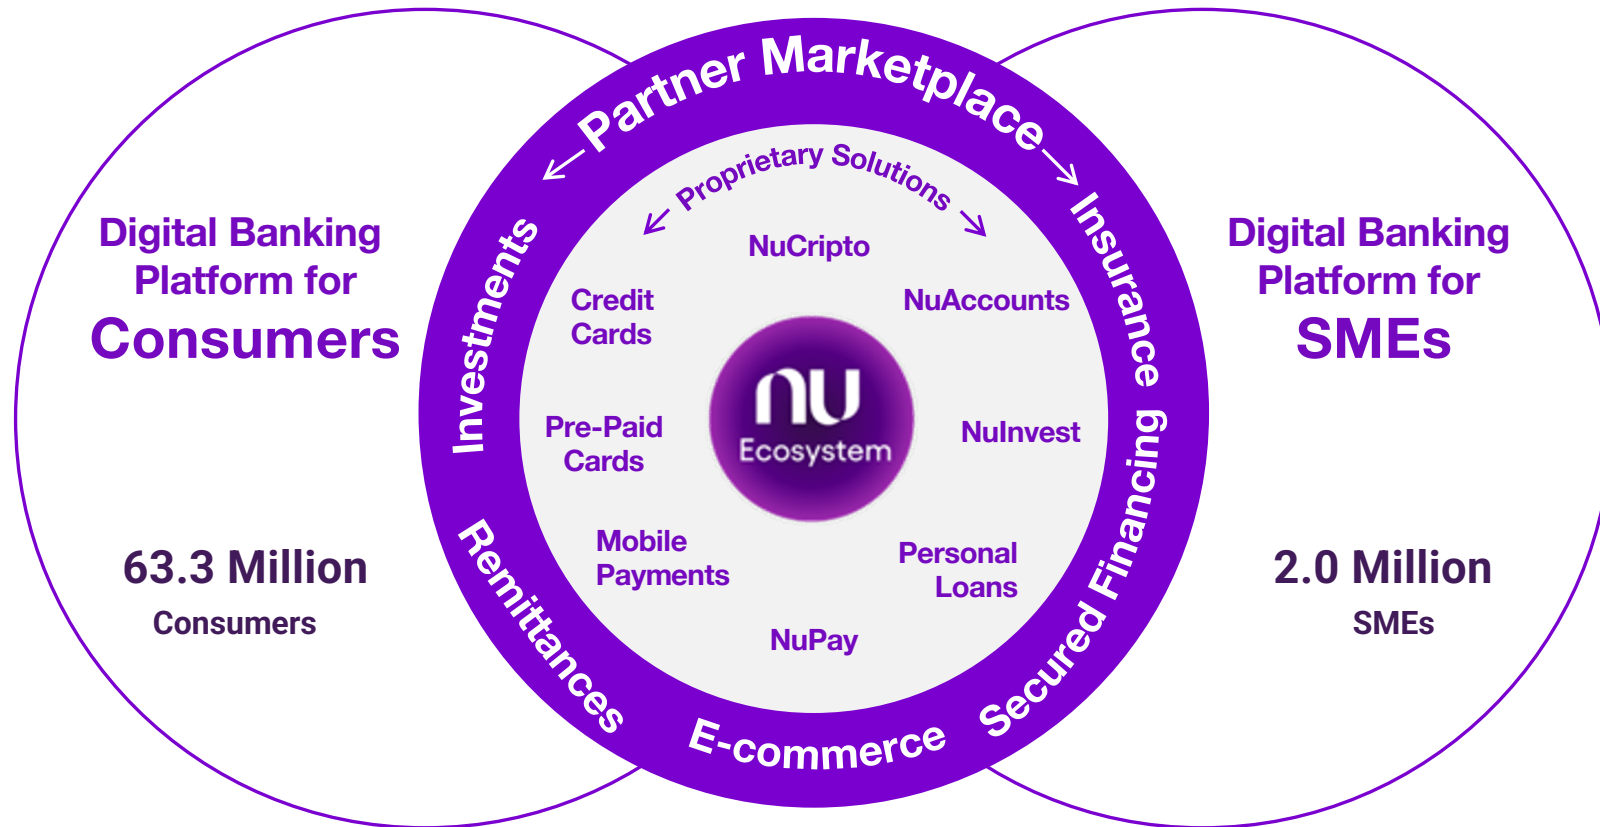 Partner Marketplace
Investments
Insurance
Secured Financing
E-commerce
Remittances
Proprietary Solutions
NuCripto
Credit
Cards
NuAccounts
Pre-Paid
Cards
NuInvest
Mobile
Payments
Personal
Loans
NuPay
nu
Ecosystem
Digital Banking
Platform for
Consumers
63.3 Million
Consumers
Digital Banking
Platform for
SMEs
2.0 Million
SMEs